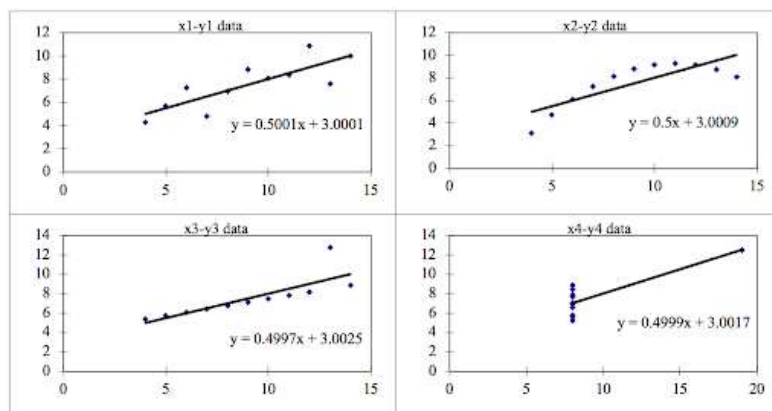 x1-y1 data
12
10
8
6
4
2
0
0 5 10 15
y = 0.5001x + 3.0001
x2-y2 data
12
10
8
6
4
2
0
0 5 10 15
y = 0.5x + 3.0009
x3-y3 data
14
12
10
8
6
4
2
0
0 5 10 15
y = 0.4997x + 3.0025
x4-y4 data
14
12
10
8
6
4
2
0
0 5 10 15 20
y = 0.4999x + 3.0017